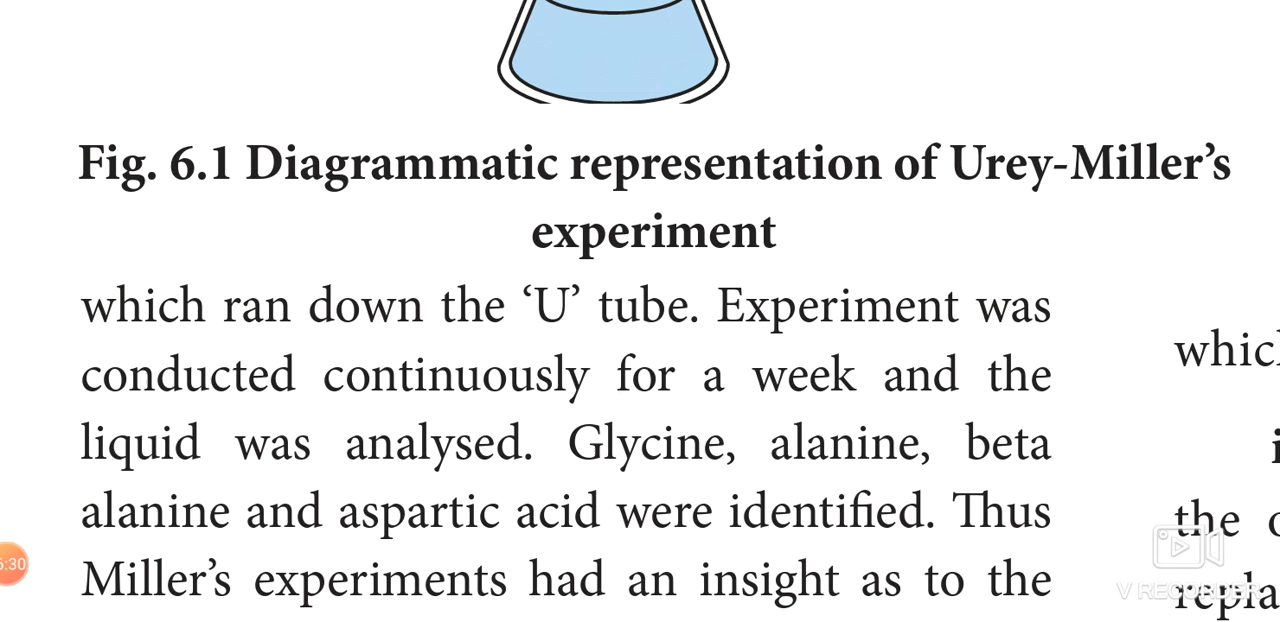 Fig. 6.1 Diagrammatic representation of Urey-Miller’s
experiment
which ran down the ‘U’ tube. Experiment was
conducted continuously for a week and the
liquid was analysed. Glycine, alanine, beta
alanine and aspartic acid were identified. Thus
Miller’s experiments had an insight as to the
the
V RECORDER